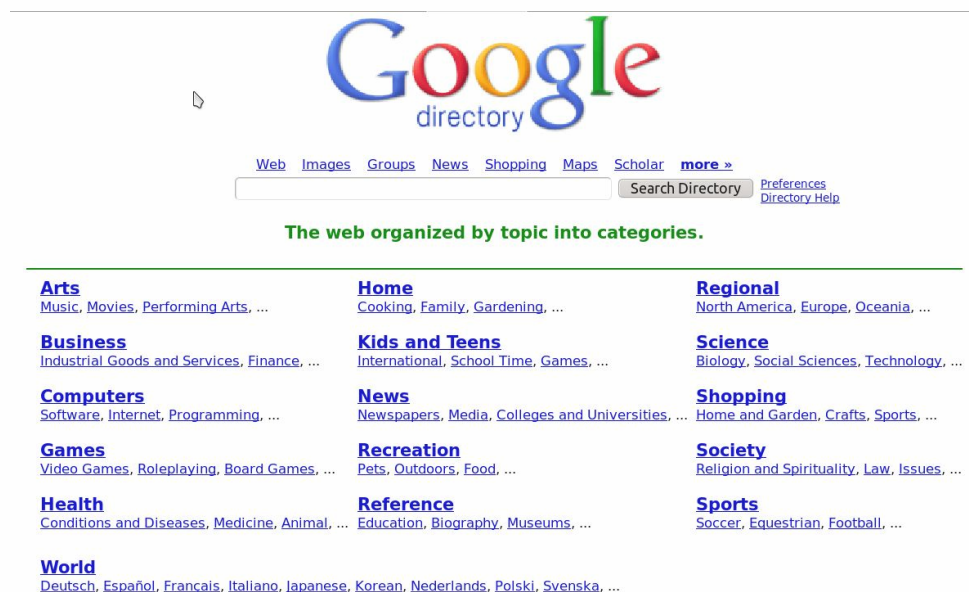 Google
directory
Web Images Groups News Shopping Maps Scholar more »
Search Directory
Preferences
Directory Help
The web organized by topic into categories.
Arts
Music, Movies, Performing Arts, ...
Home
Cooking, Family, Gardening, ...
Regional
North America, Europe, Oceania, ...
Business
Industrial Goods and Services, Finance, ...
Kids and Teens
International, School Time, Games, ...
Science
Biology, Social Sciences, Technology, ...
Computers
Software, Internet, Programming, ...
News
Newspapers, Media, Colleges and Universities, ...
Shopping
Home and Garden, Crafts, Sports, ...
Games
Video Games, Roleplaying, Board Games, ...
Recreation
Pets, Outdoors, Food, ...
Society
Religion and Spirituality, Law, Issues, ...
Health
Conditions and Diseases, Medicine, Animal, ...
Reference
Education, Biography, Museums, ...
Sports
Soccer, Equestrian, Football, ...
World
Deutsch, Español, Français, Italiano, Japanese, Korean, Nederlands, Polski, Svenska, ...